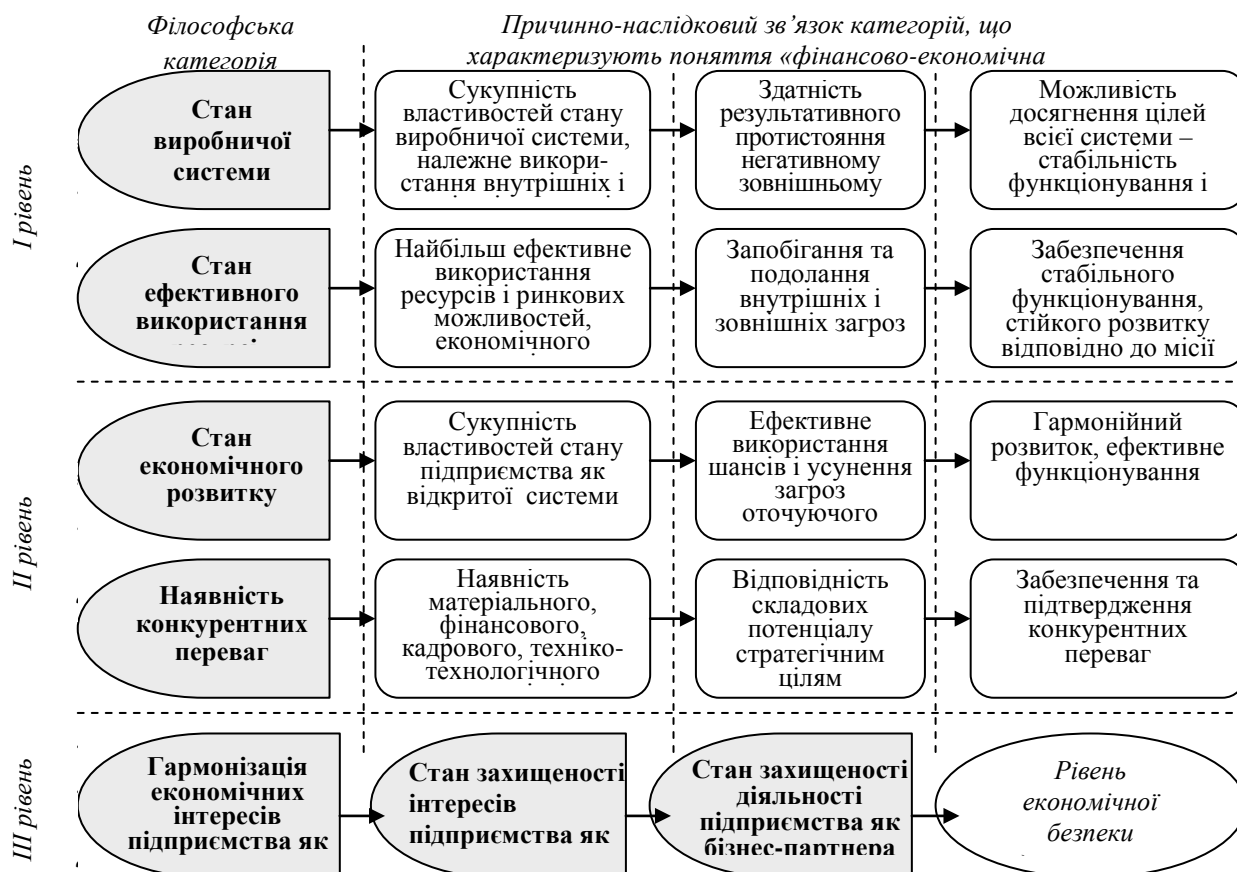 Філософська
категорія
Причинно-наслідковий зв’язок категорій, що
характеризують поняття «фінансово-економічна
І рівень
Стан
виробничої
системи
Сукупність
властивостей стану
виробничої системи,
належне викори-
стання внутрішніх і
Здатність
результативного
протистояння
негативному
зовнішньому
Можливість
досягнення цілей
всієї системи –
стабільність
функціонування і
Стан
ефективного
використання
Найбільш ефективне
використання
ресурсів і ринкових
можливостей,
економічного
Запобігання та
подолання
внутрішніх і
зовнішніх загроз
Забезпечення
стабільного
функціонування,
стійкого розвитку
відповідно до місії
ІІ рівень
Стан
економічного
розвитку
Сукупність
властивостей стану
підприємства як
відкритої системи
Ефективне
використання
шансів і усунення
загроз
оточуючого
Гармонійний
розвиток, ефективне
функціонування
Наявність
конкурентних
переваг
Наявність
матеріального,
фінансового,
кадрового, техніко-
технологічного
Відповідність
складових
потенціалу
стратегічним
цілям
Забезпечення та
підтвердження
конкурентних
переваг
ІІІ рівень
Гармонізація
економічних
інтересів
підприємства як
Стан захищеності
інтересів
підприємства як
Стан захищеності
діяльності
підприємства як
бізнес-партнера
Рівень
економічної
безпеки